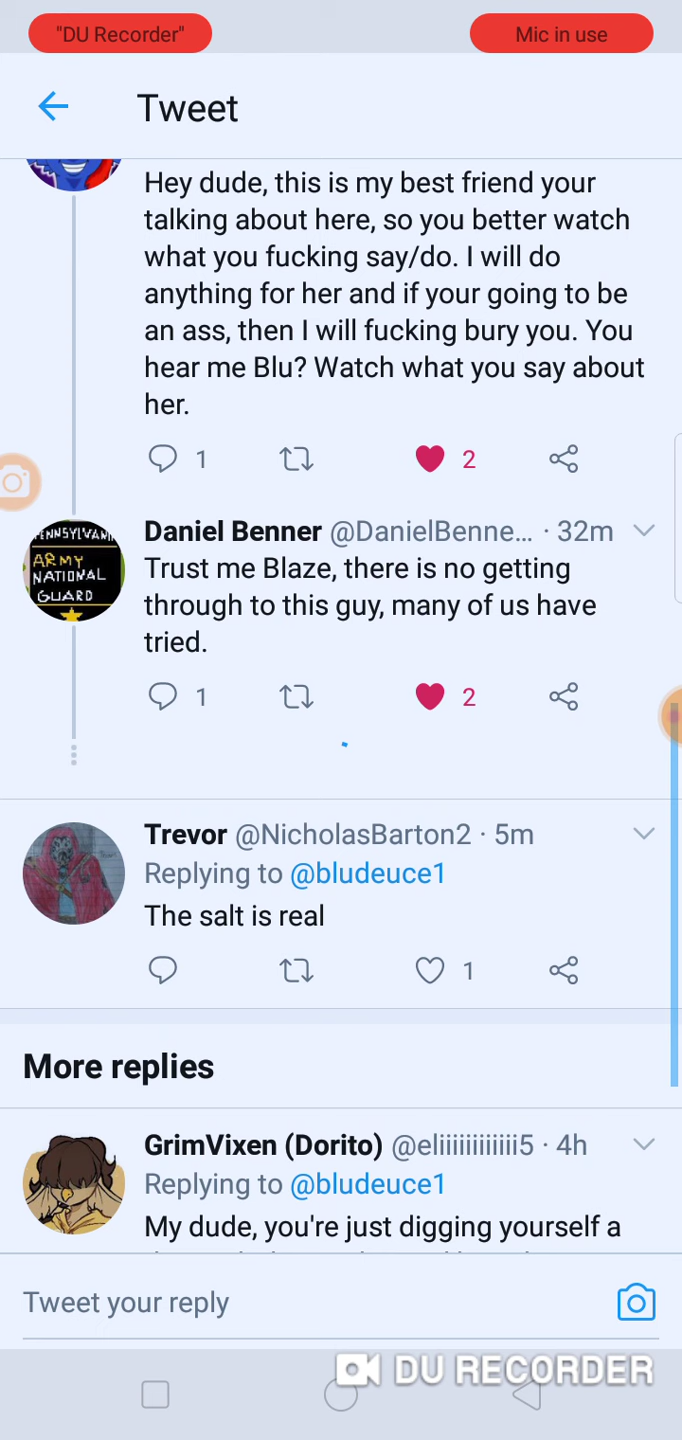 "DU Recorder"
Mic in use
Tweet
Hey dude, this is my best friend your
talking about here, so you better watch
what you fucking say/do. I will do
anything for her and if your going to be
an ass, then I will fucking bury you. You
hear me Blu? Watch what you say about
her.
1 2
PENNSYLVANI
ARMY
NATIONAL
GUARD
Daniel Benner @DanielBenne... · 32m
Trust me Blaze, there is no getting
through to this guy, many of us have
tried.
1 2
Trevor @NicholasBarton2 · 5m
Replying to @bludeuce1
The salt is real
1
More replies
GrimVixen (Dorito) @eliiiiiiiiiiii5 · 4h
Replying to @bludeuce1
My dude, you're just digging yourself a
Tweet your reply
DU RECORDER